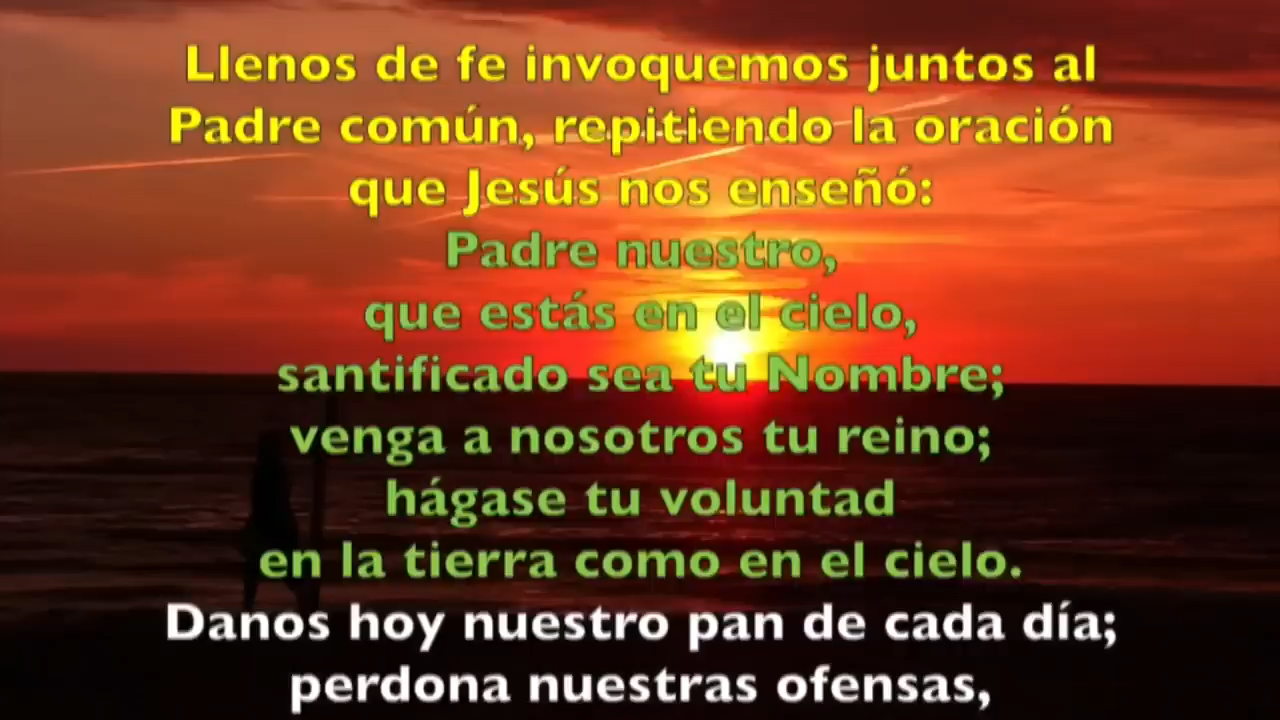 Llenos de fe invoquemos juntos al
Padre común, repitiendo la oración
que Jesús nos enseñó:
Padre nuestro,
que estás en el cielo,
santificado sea tu Nombre;
venga a nosotros tu reino;
hágase tu voluntad
en la tierra como en el cielo.
Danos hoy nuestro pan de cada día;
perdona nuestras ofensas,